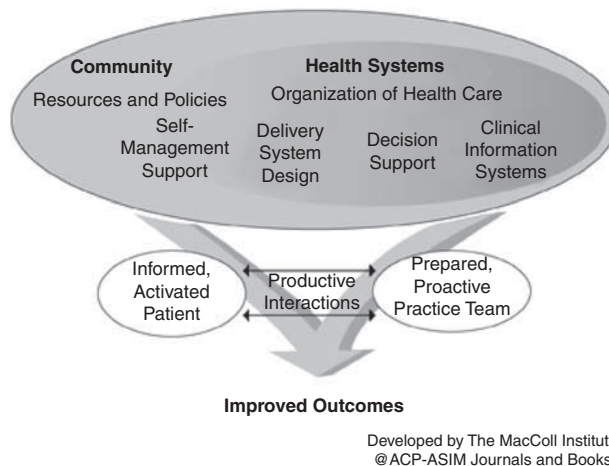 Community
Resources and Policies
Health Systems
Organization of Health Care
Self-
Management
Support
Delivery
System
Design
Decision
Support
Clinical
Information
Systems
Informed,
Activated
Patient
Productive
Interactions
Prepared,
Proactive
Practice Team
Improved Outcomes
Developed by The MacColl Institut
@ACP-ASIM Journals and Books